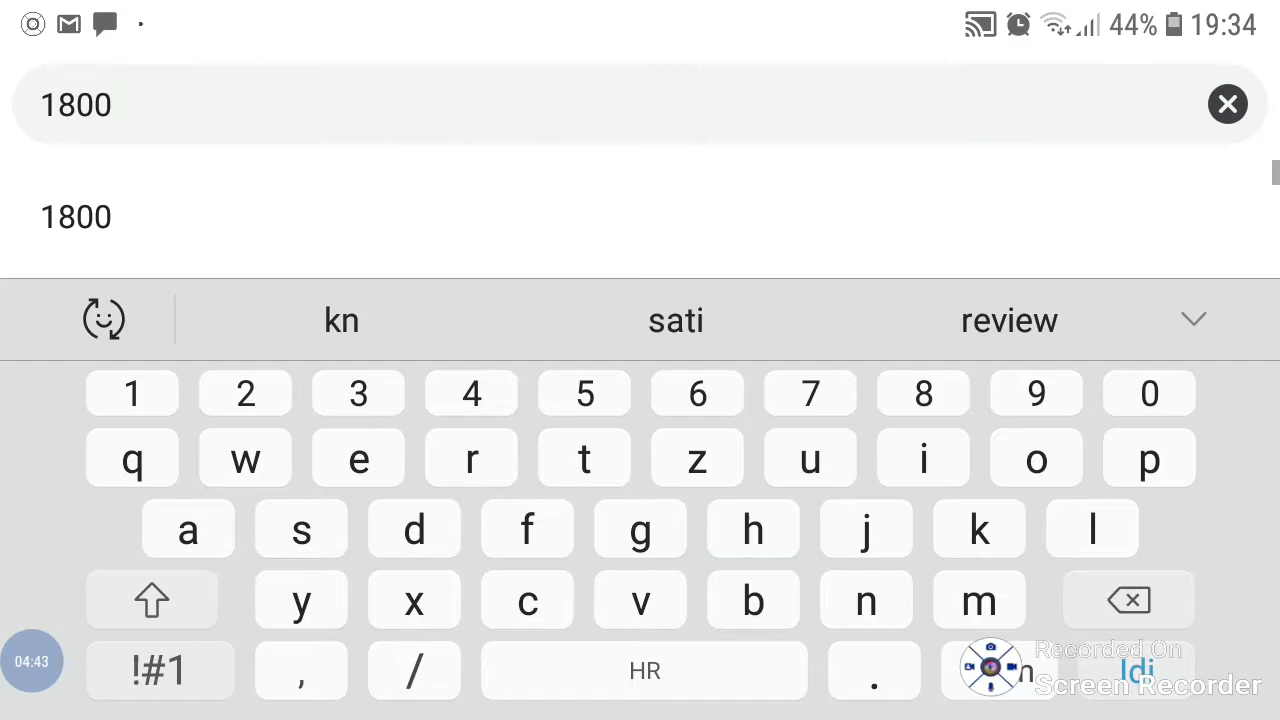 44% 19:34
1800
1800
kn sati review
1 2 3 4 5 6 7 8 9 0
q w e r t z u i o p
a s d f g h j k l
y x c v b n m
!#1 , / HR . n Idi
04:43
Recorded On
Screen Recorder